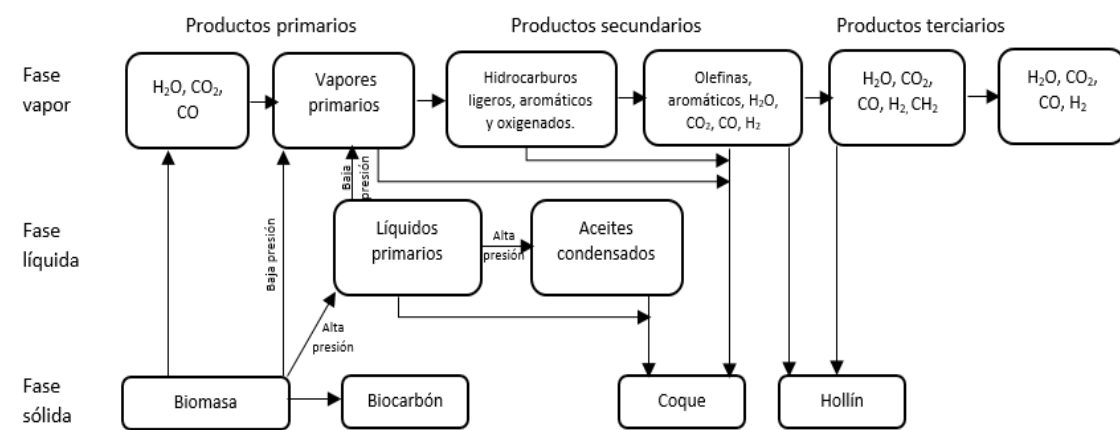 Productos primarios
Productos secundarios
Productos terciarios
Fase
vapor
H₂O, CO₂,
CO
Vapores
primarios
Hidrocarburos
ligeros, aromáticos
y oxigenados.
Olefinas,
aromáticos, H₂O,
CO₂, CO, H₂
H₂O, CO₂,
CO, H₂, CH₂
H₂O, CO₂,
CO, H₂
Baja presión
Baja
presión
Fase
líquida
Líquidos
primarios
Alta
presión
Aceites
condensados
Alta
presión
Fase
sólida
Biomasa
Biocarbón
Coque
Hollín